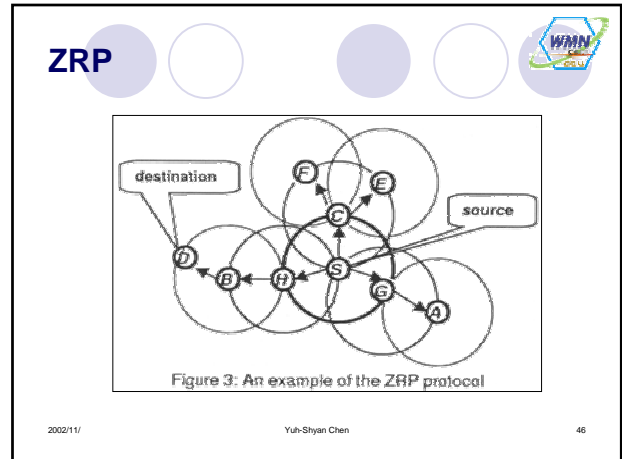 ZRP
WMN
destination
source
F
E
C
D
B
H
S
G
A
Figure 3: An example of the ZRP protocol
2002/11/
Yuh-Shyan Chen
46